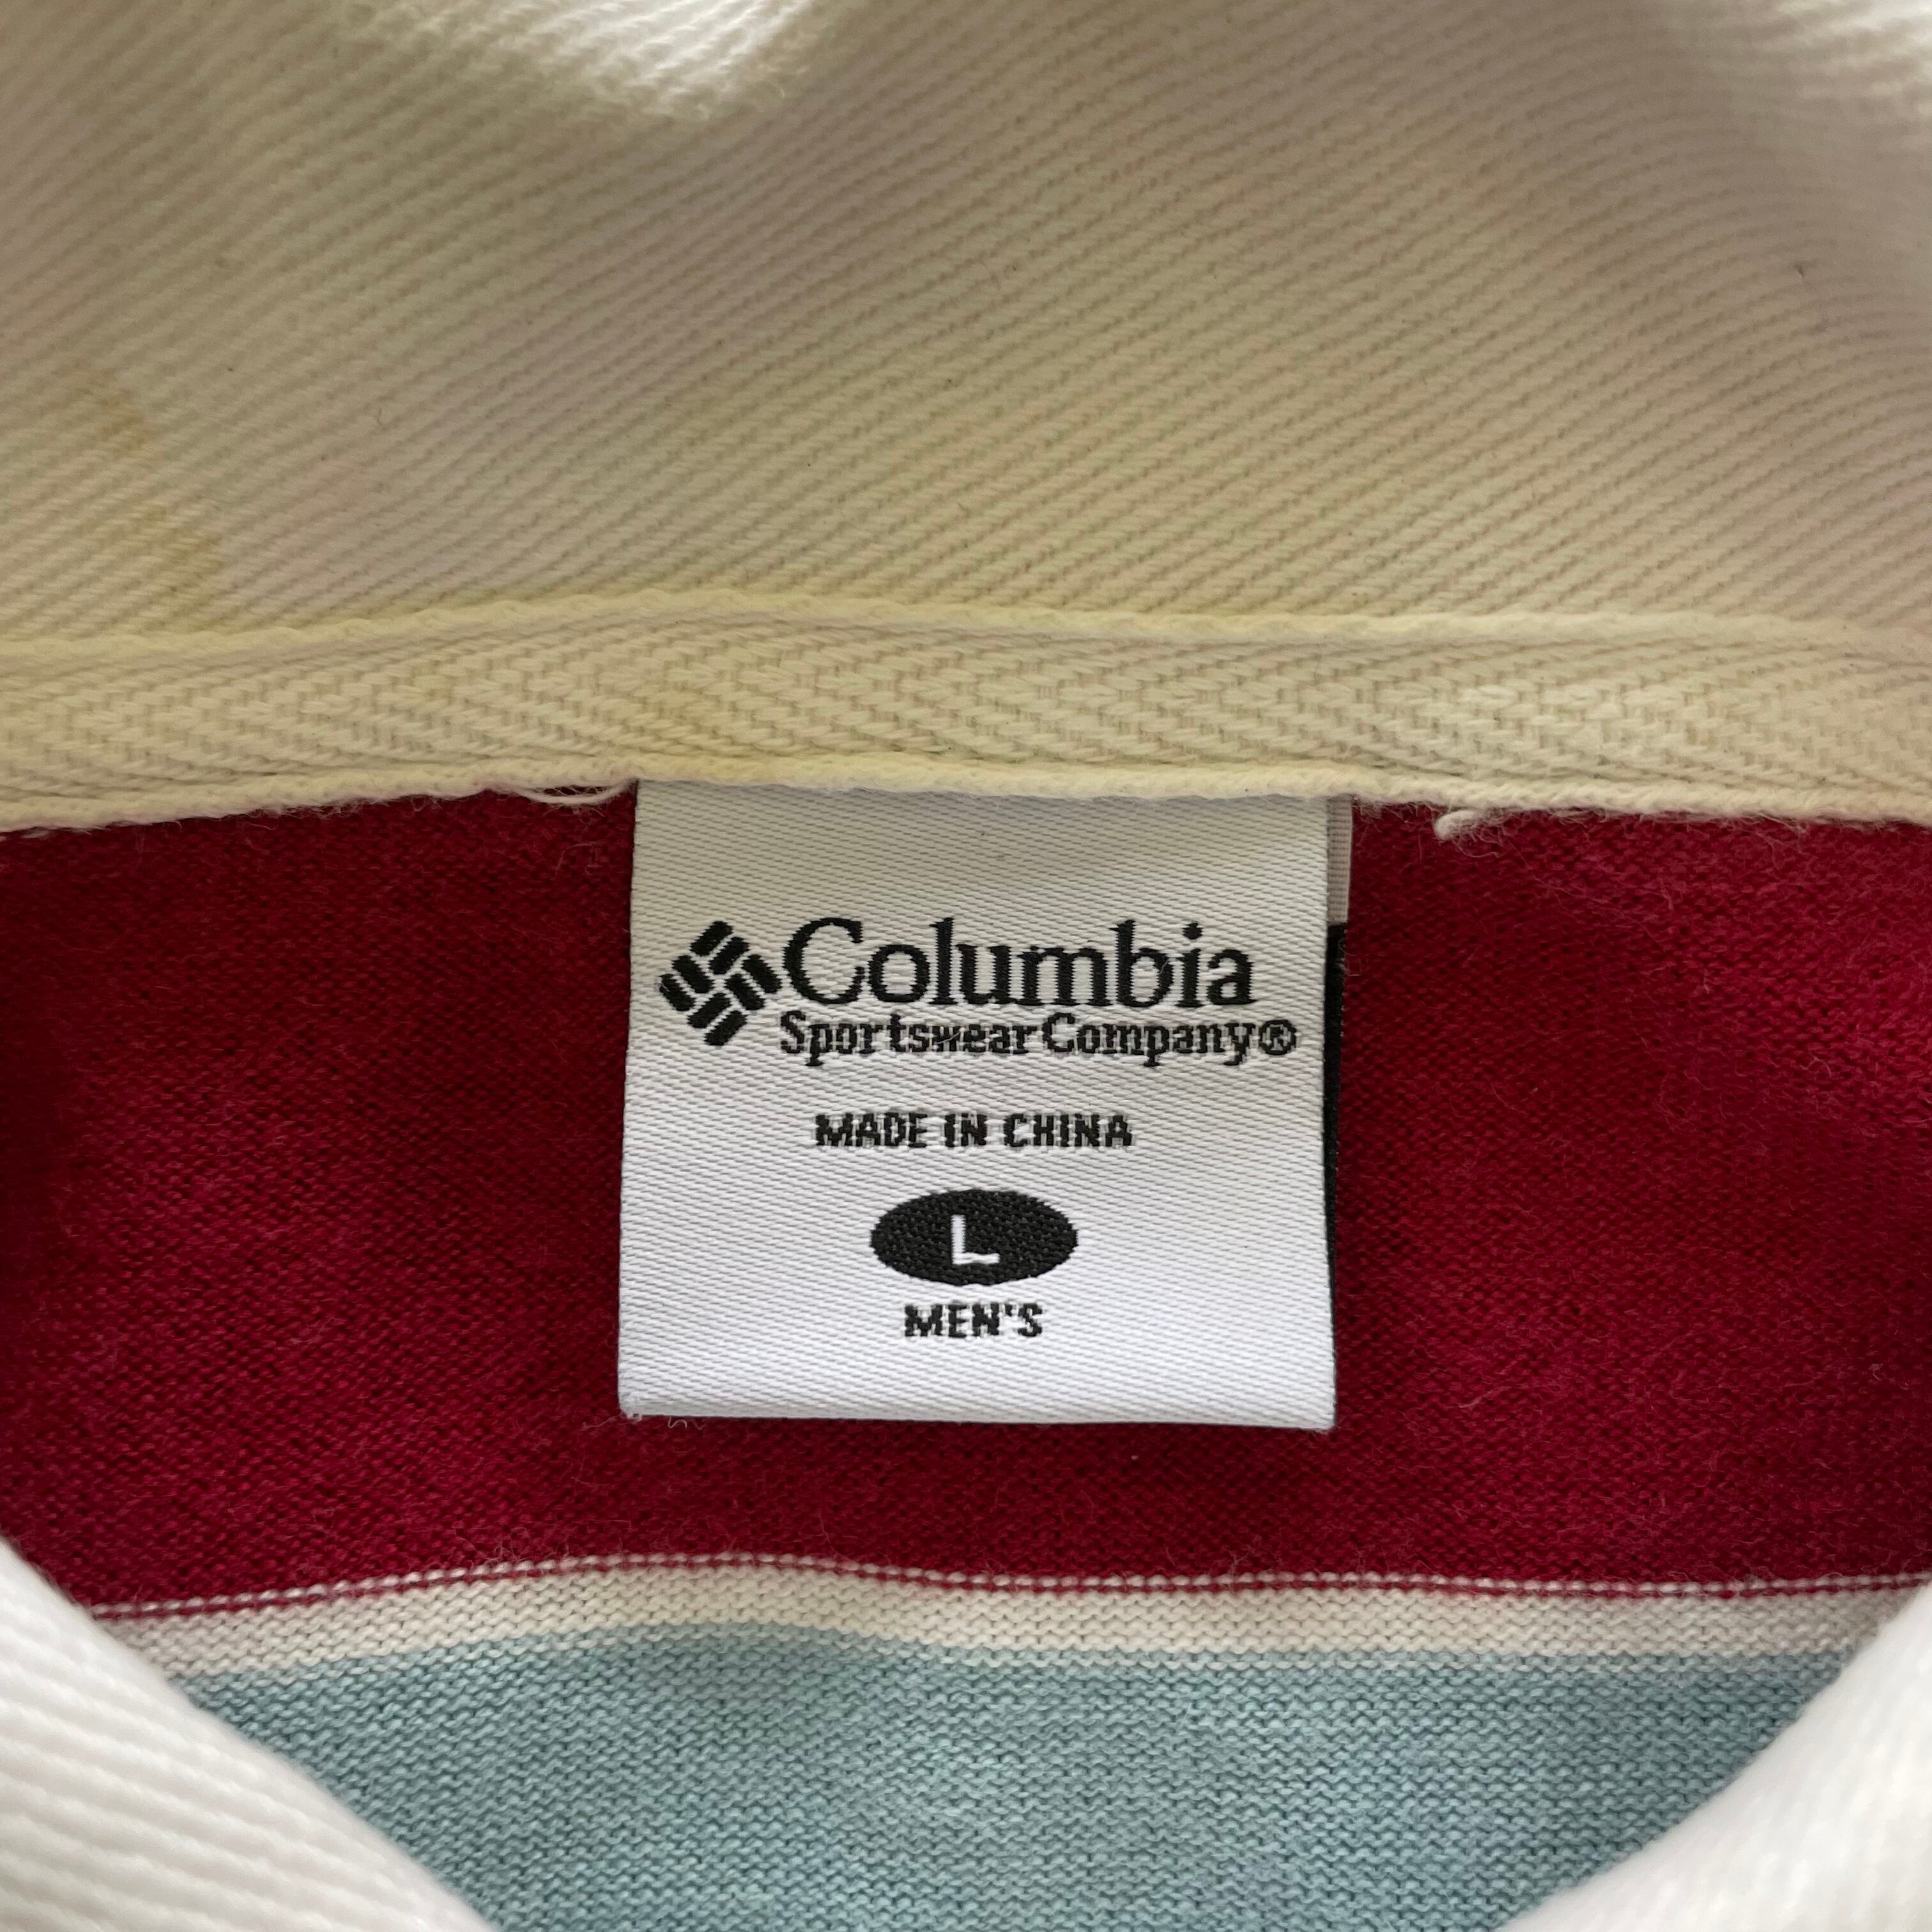 Columbia
Sportswear Company®
MADE IN CHINA
L
MEN'S